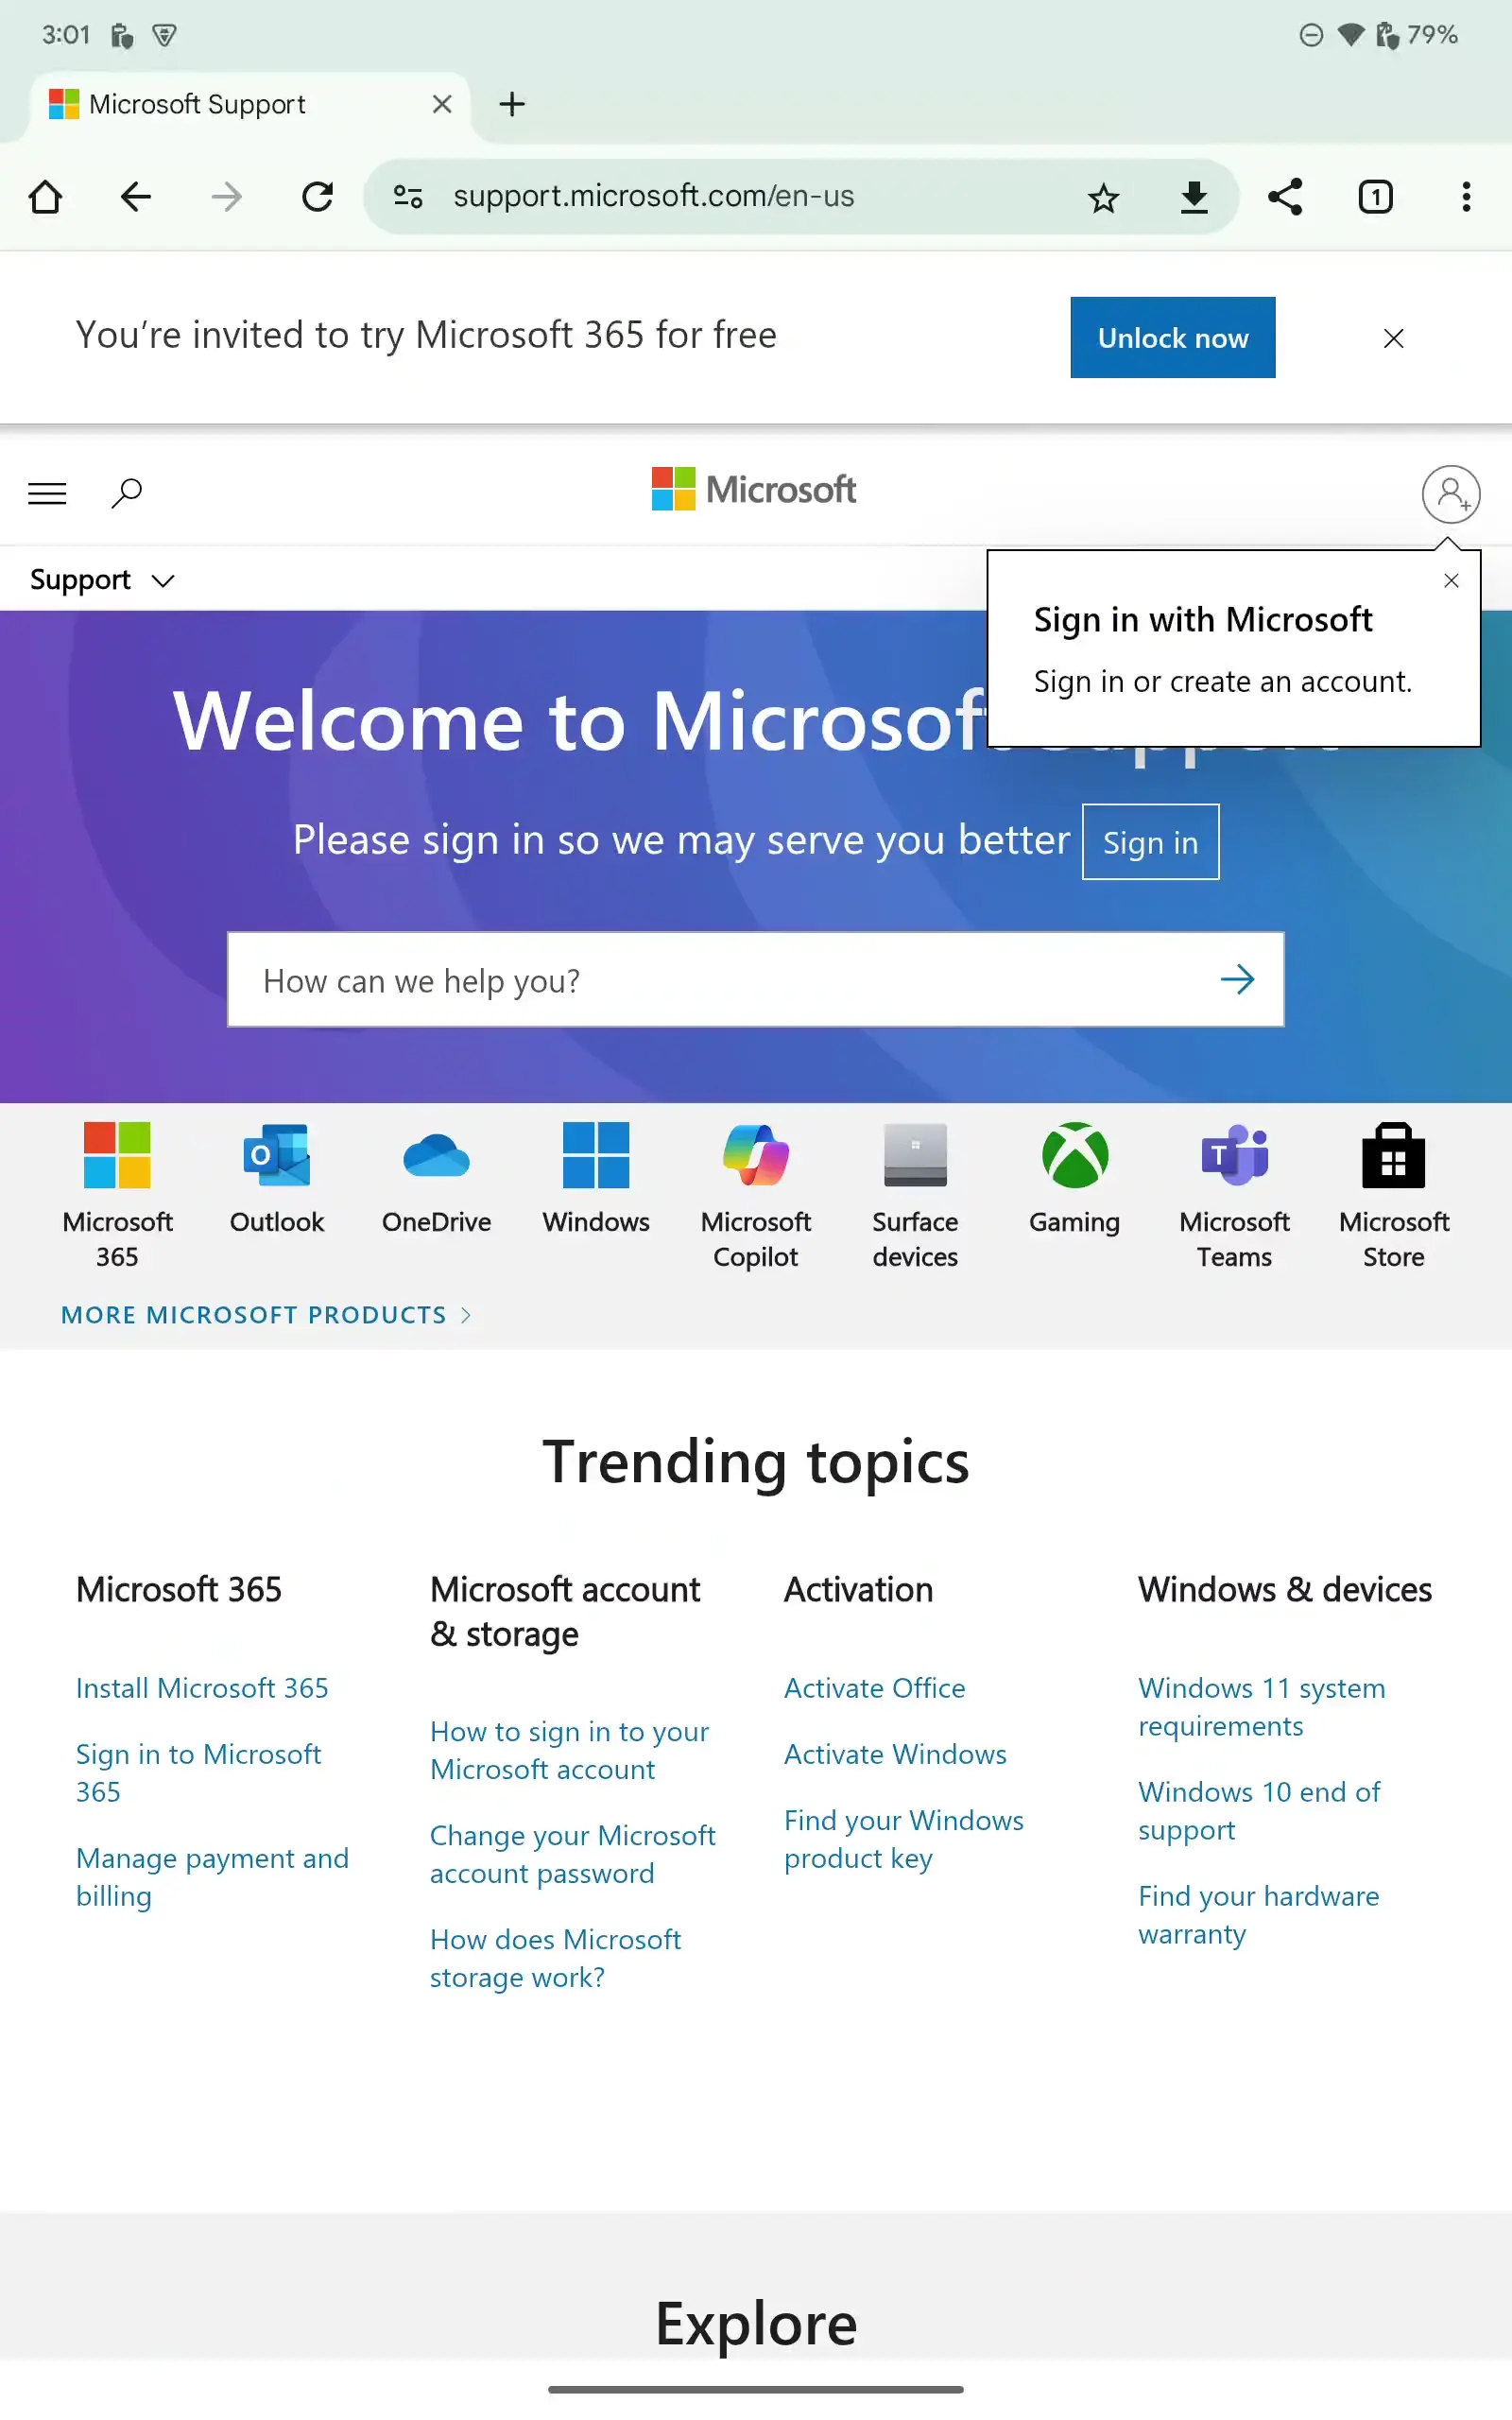 3:01
79%
Microsoft Support
support.microsoft.com/en-us
1
You're invited to try Microsoft 365 for free
Unlock now
Microsoft
Support
Sign in with Microsoft
Sign in or create an account.
Welcome to Microsoft
Please sign in so we may serve you better
Sign in
How can we help you?
Microsoft
365
Outlook
OneDrive
Windows
Microsoft
Copilot
Surface
devices
Gaming
Microsoft
Teams
Microsoft
Store
MORE MICROSOFT PRODUCTS
Trending topics
Microsoft 365
Install Microsoft 365
Sign in to Microsoft
365
Manage payment and
billing
Microsoft account
& storage
How to sign in to your
Microsoft account
Change your Microsoft
account password
How does Microsoft
storage work?
Activation
Activate Office
Activate Windows
Find your Windows
product key
Windows & devices
Windows 11 system
requirements
Windows 10 end of
support
Find your hardware
warranty
Explore